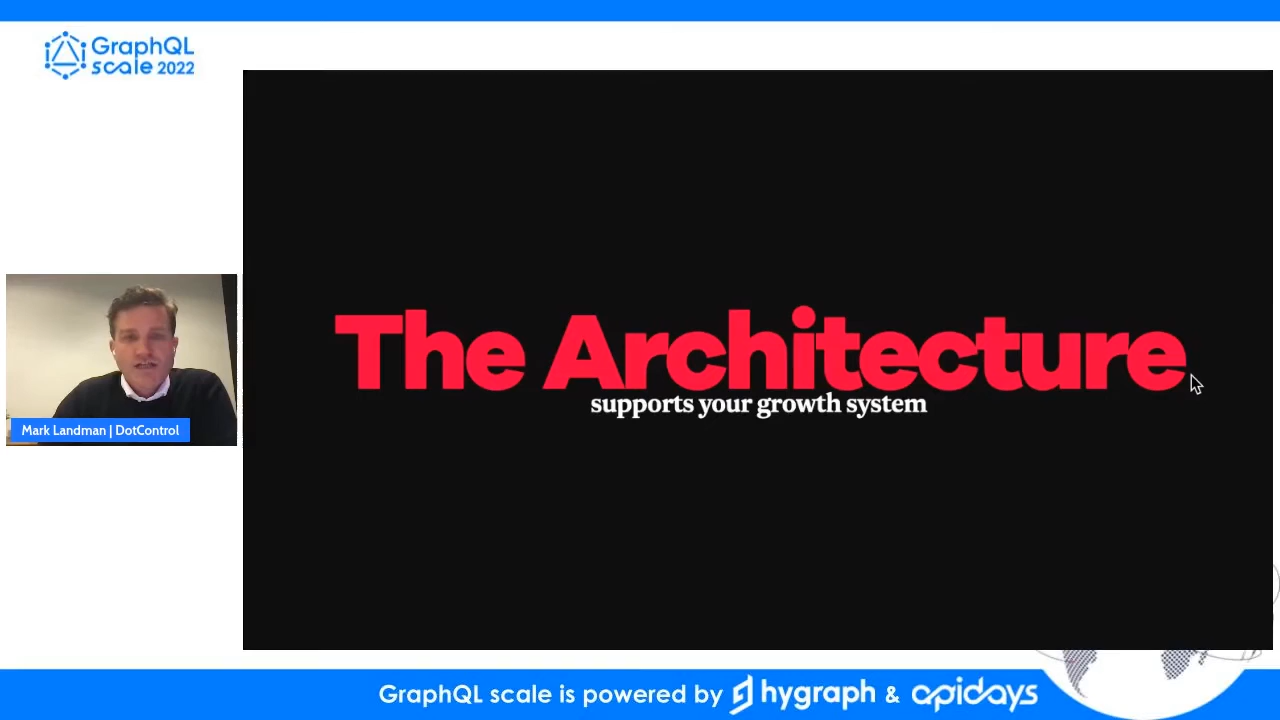 GraphQL
scale 2022
The Architecture
supports your growth system
Mark Landman | DotControl
GraphQL scale is powered by hygraph & apidays